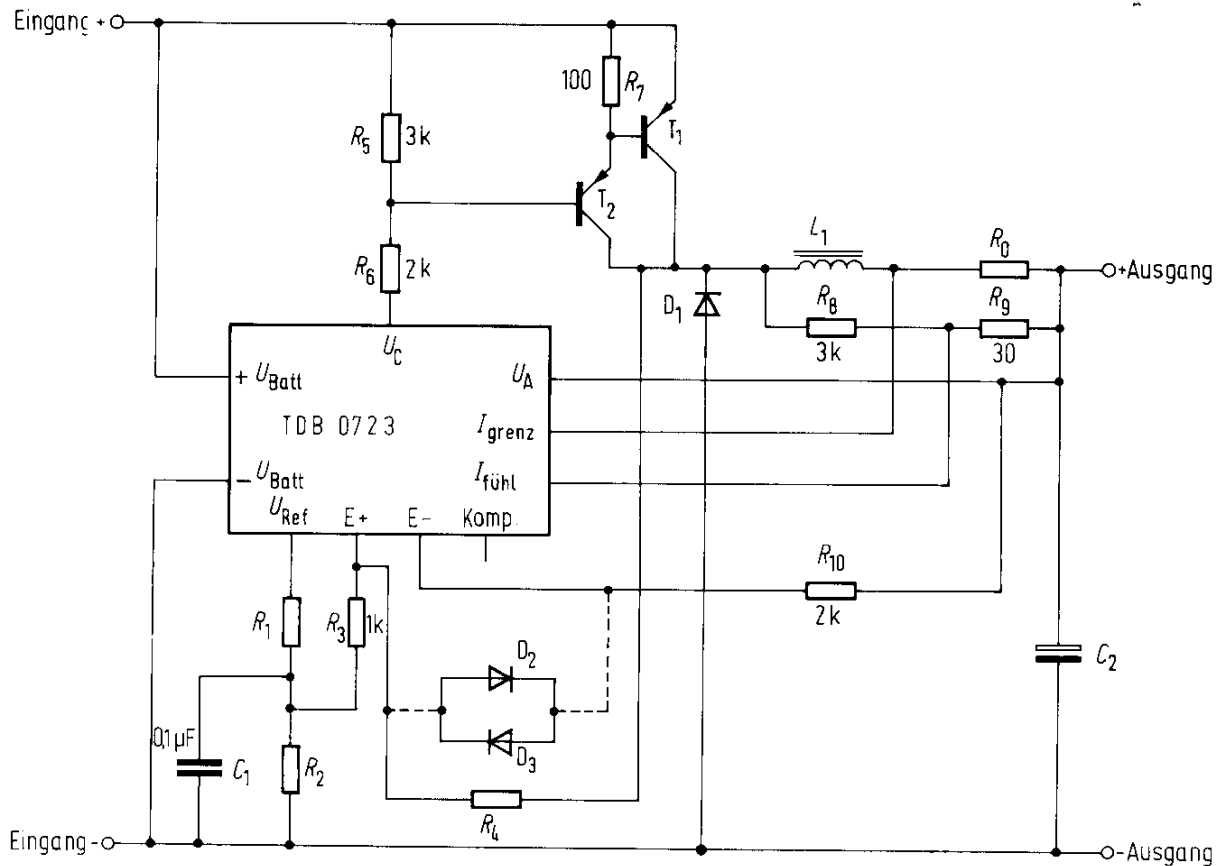 Eingang +
100 R7
R5 3k
T1
T2
R6 2k
L1
R0
+Ausgang
D1
R8
3k
R9
30
UC
+ UBatt
UA
TDB 0723
Igrenz
- UBatt
Ifühl
URef
E+
E-
Komp.
R10
2k
R1
R3 1k
D2
C2
0,1µF
C1
R2
D3
R4
Eingang -
-Ausgang